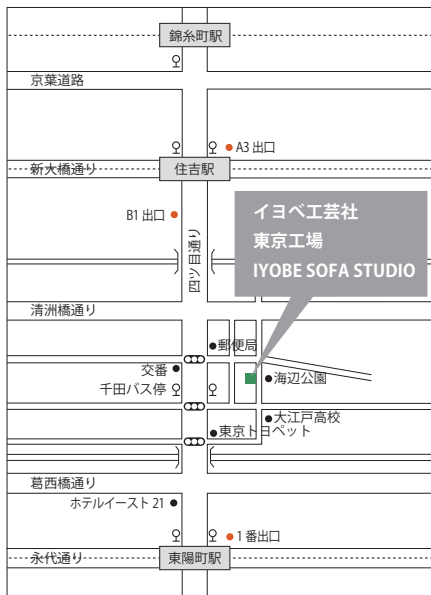 錦糸町駅
京葉道路
A3 出口
新大橋通り
住吉駅
B1 出口
四ツ目通り
イヨベ工芸社
東京工場
IYOBE SOFA STUDIO
清洲橋通り
郵便局
交番
千田バス停
海辺公園
大江戸高校
東京トヨペット
葛西橋通り
ホテルイースト 21
1 番出口
永代通り
東陽町駅